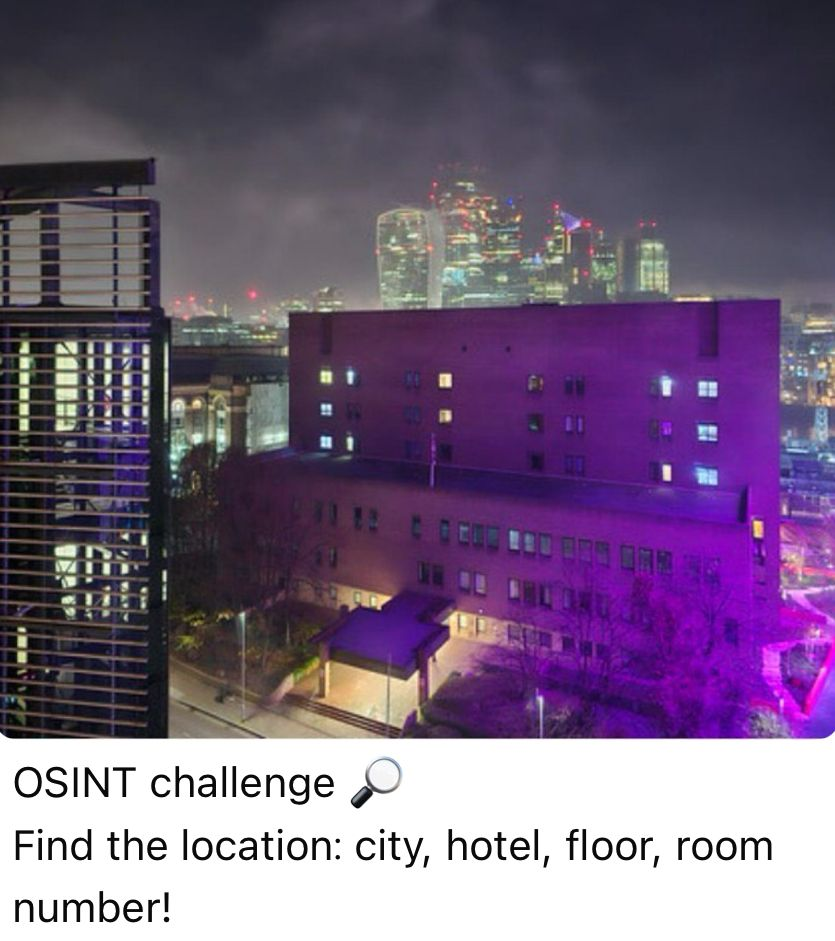 OSINT challenge 🔎
Find the location: city, hotel, floor, room
number!